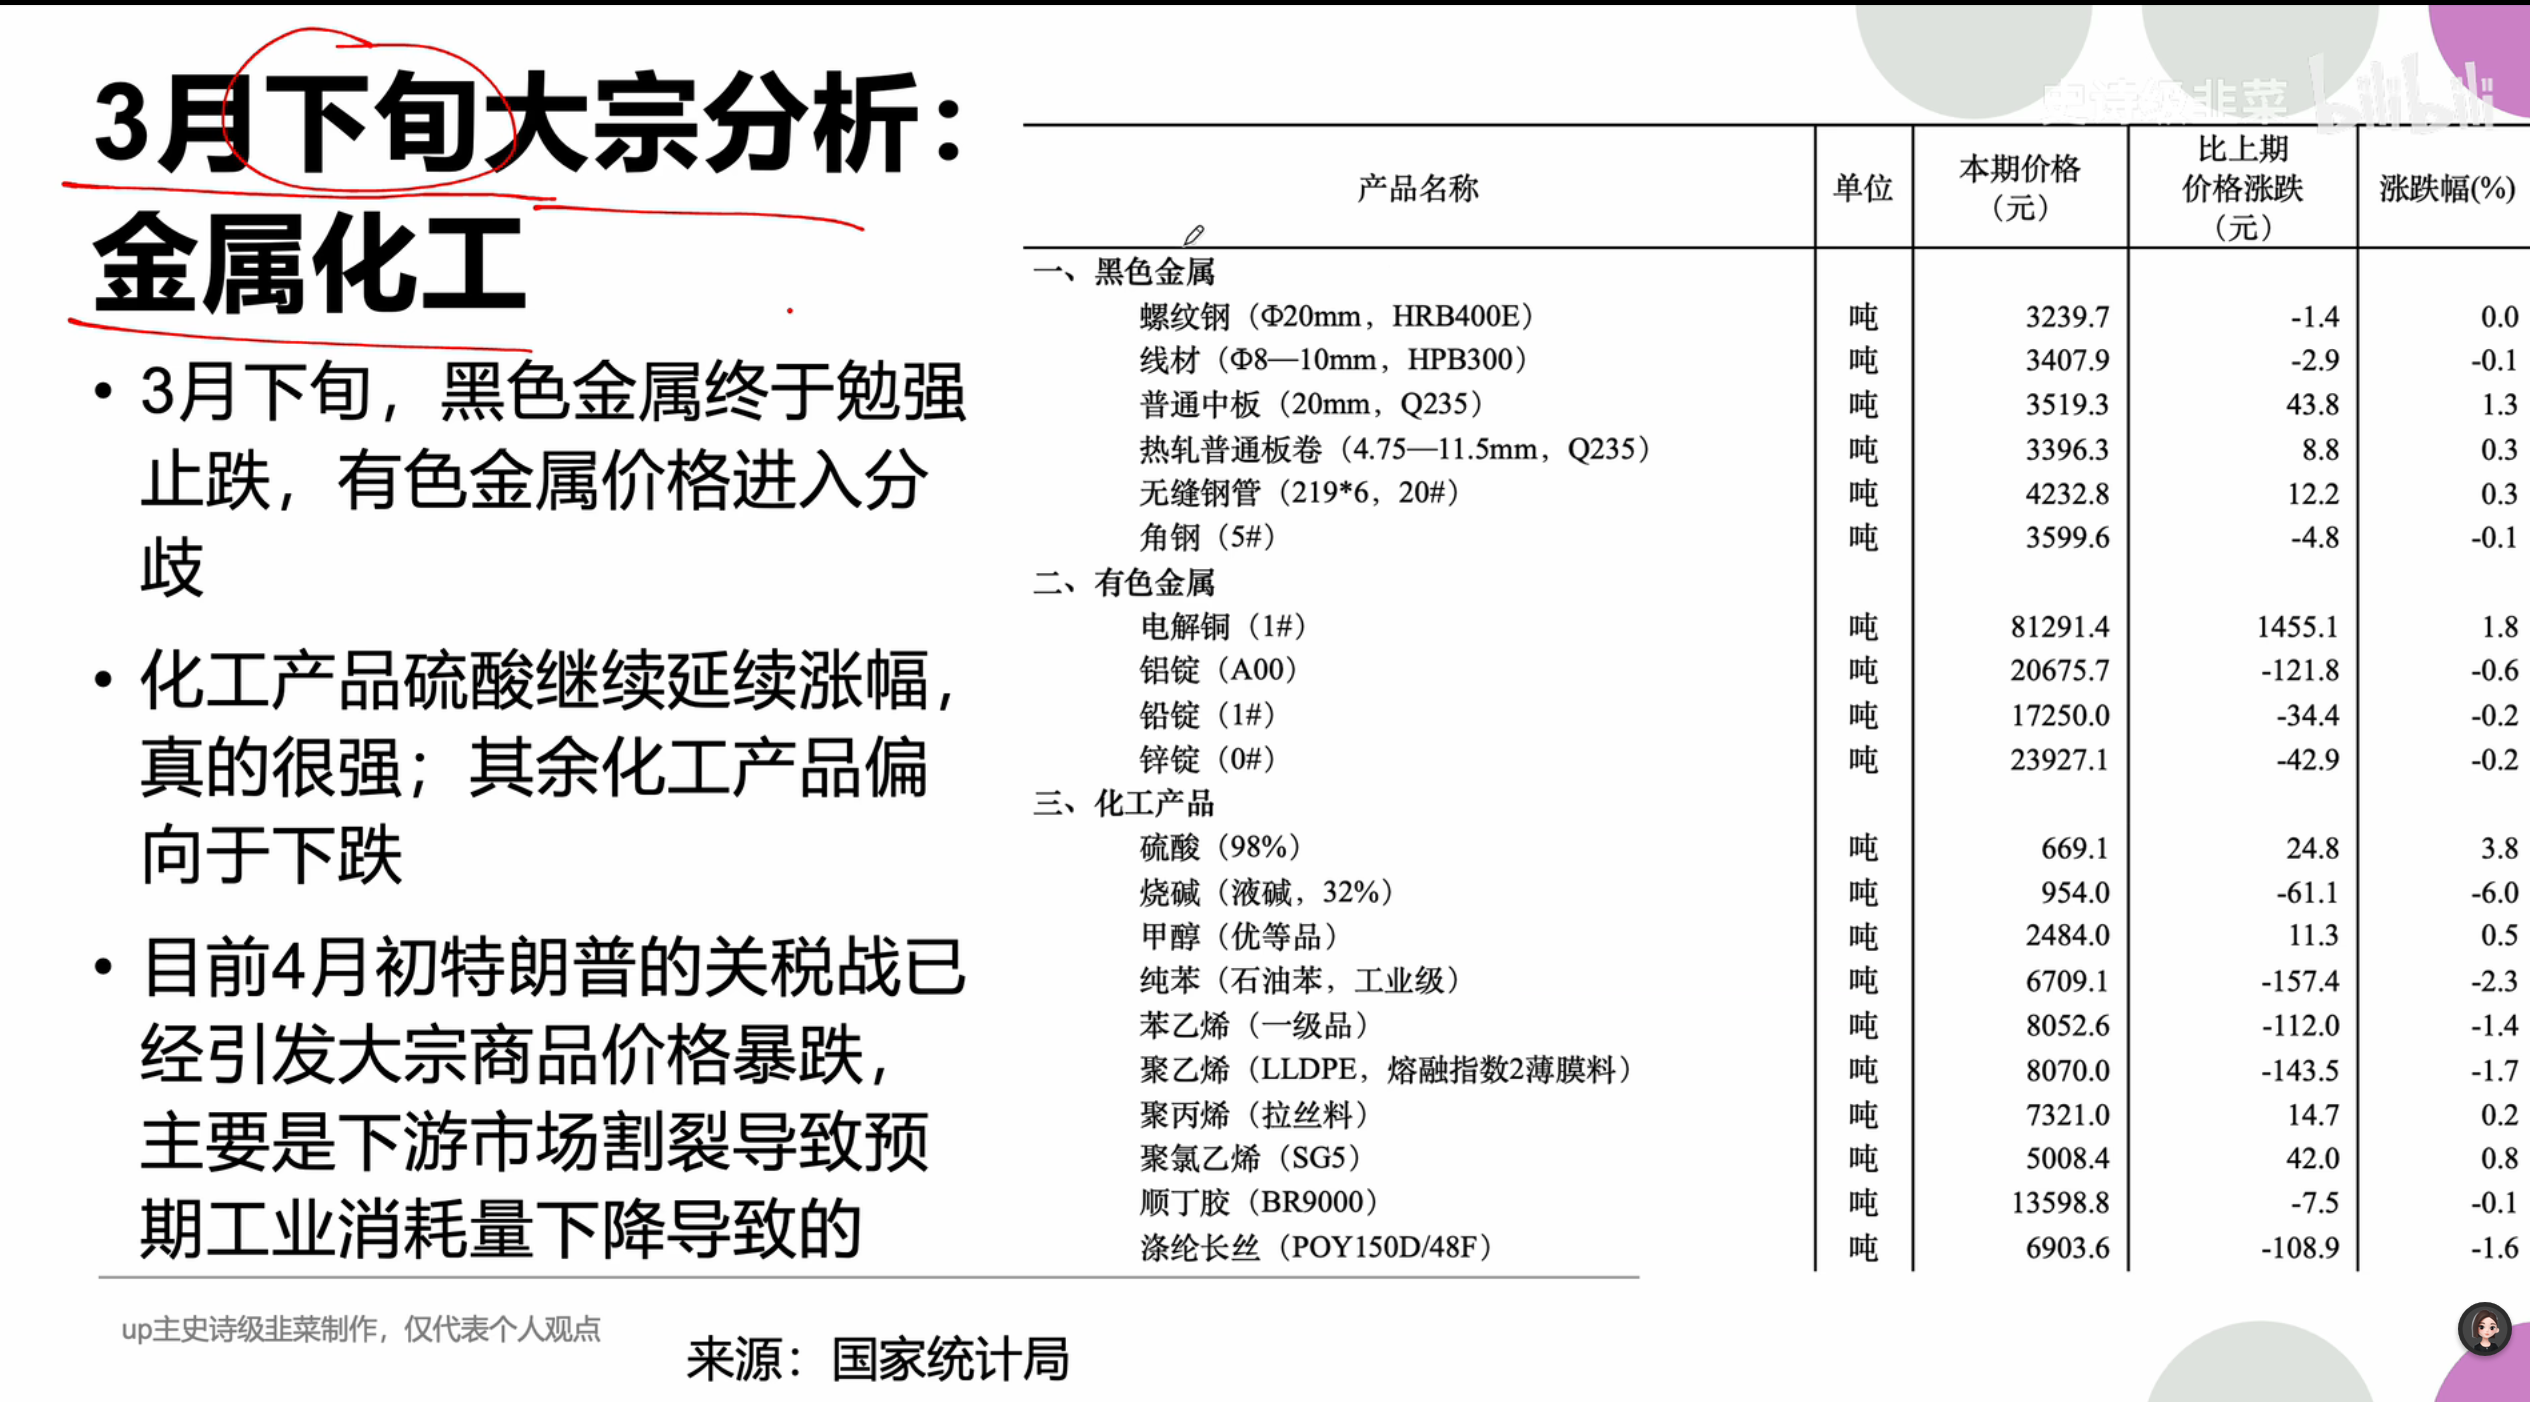 史诗级韭菜 bilibili
3月下旬大宗分析：
金属化工
• 3月下旬，黑色金属终于勉强
止跌，有色金属价格进入分
歧
• 化工产品硫酸继续延续涨幅，
真的很强；其余化工产品偏
向于下跌
• 目前4月初特朗普的关税战已
经引发大宗商品价格暴跌，
主要是下游市场割裂导致预
期工业消耗量下降导致的
产品名称 单位 本期价格（元） 比上期价格涨跌（元） 涨跌幅(%)
一、黑色金属
螺纹钢（Φ20mm，HRB400E） 吨 3239.7 -1.4 0.0
线材（Φ8—10mm，HPB300） 吨 3407.9 -2.9 -0.1
普通中板（20mm，Q235） 吨 3519.3 43.8 1.3
热轧普通板卷（4.75—11.5mm，Q235） 吨 3396.3 8.8 0.3
无缝钢管（219*6，20#） 吨 4232.8 12.2 0.3
角钢（5#） 吨 3599.6 -4.8 -0.1
二、有色金属
电解铜（1#） 吨 81291.4 1455.1 1.8
铝锭（A00） 吨 20675.7 -121.8 -0.6
铅锭（1#） 吨 17250.0 -34.4 -0.2
锌锭（0#） 吨 23927.1 -42.9 -0.2
三、化工产品
硫酸（98%） 吨 669.1 24.8 3.8
烧碱（液碱，32%） 吨 954.0 -61.1 -6.0
甲醇（优等品） 吨 2484.0 11.3 0.5
纯苯（石油苯，工业级） 吨 6709.1 -157.4 -2.3
苯乙烯（一级品） 吨 8052.6 -112.0 -1.4
聚乙烯（LLDPE，熔融指数2薄膜料） 吨 8070.0 -143.5 -1.7
聚丙烯（拉丝料） 吨 7321.0 14.7 0.2
聚氯乙烯（SG5） 吨 5008.4 42.0 0.8
顺丁胶（BR9000） 吨 13598.8 -7.5 -0.1
涤纶长丝（POY150D/48F） 吨 6903.6 -108.9 -1.6
up主史诗级韭菜制作，仅代表个人观点
来源：国家统计局